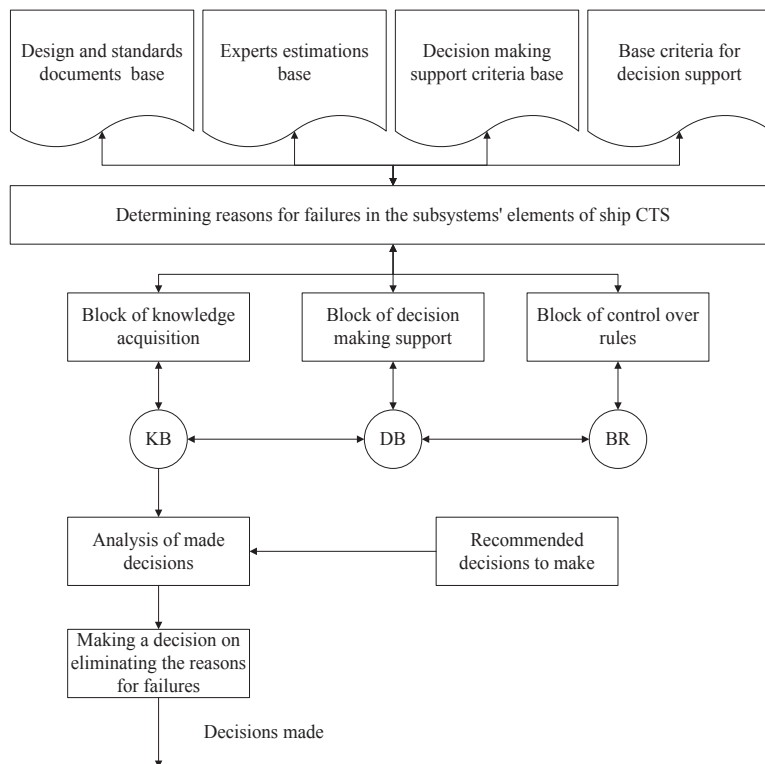 Design and standards
documents base
Experts estimations
base
Decision making
support criteria base
Base criteria for
decision support
Determining reasons for failures in the subsystems' elements of ship CTS
Block of knowledge
acquisition
Block of decision
making support
Block of control over
rules
KB
DB
BR
Analysis of made
decisions
Recommended
decisions to make
Making a decision on
eliminating the reasons
for failures
Decisions made